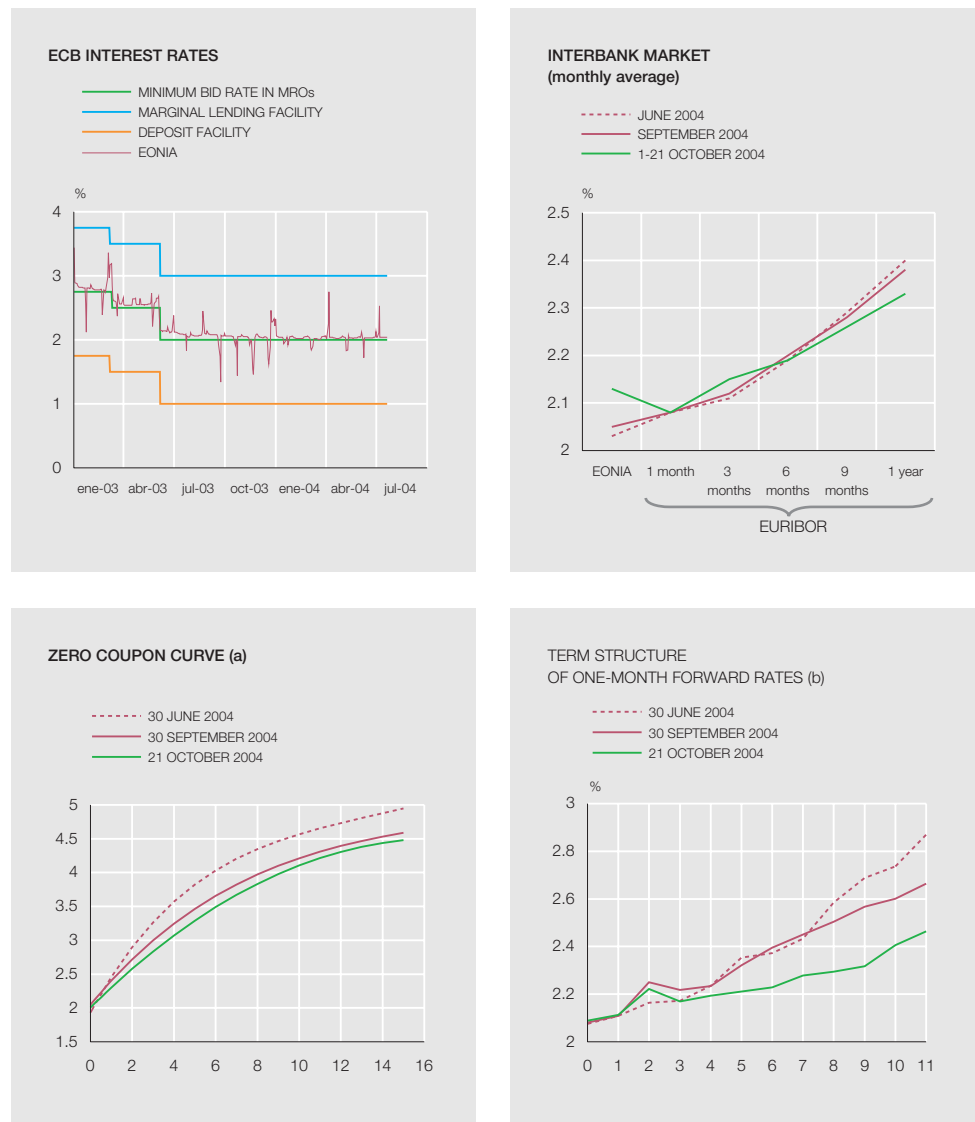 ECB INTEREST RATES
MINIMUM BID RATE IN MROs
MARGINAL LENDING FACILITY
DEPOSIT FACILITY
EONIA
%
4
3
2
1
0
ene-03 abr-03 jul-03 oct-03 ene-04 abr-04 jul-04
INTERBANK MARKET
(monthly average)
JUNE 2004
SEPTEMBER 2004
1-21 OCTOBER 2004
%
2.5
2.4
2.3
2.2
2.1
2
EONIA 1 month 3 6 9 1 year
months months months
EURIBOR
ZERO COUPON CURVE (a)
30 JUNE 2004
30 SEPTEMBER 2004
21 OCTOBER 2004
5
4.5
4
3.5
3
2.5
2
1.5
0 2 4 6 8 10 12 14 16
TERM STRUCTURE
OF ONE-MONTH FORWARD RATES (b)
30 JUNE 2004
30 SEPTEMBER 2004
21 OCTOBER 2004
%
3
2.8
2.6
2.4
2.2
2
0 1 2 3 4 5 6 7 8 9 10 11